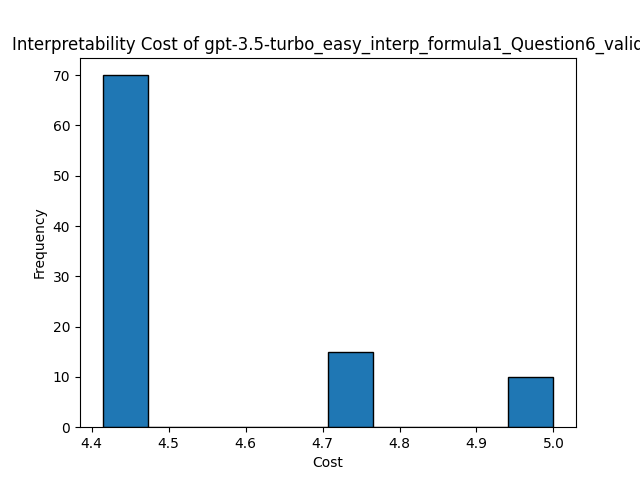 Interpretability Cost of gpt-3.5-turbo_easy_interp_formula1_Question6_valid
70
60
50
40
30
20
10
0
Frequency
4.4 4.5 4.6 4.7 4.8 4.9 5.0
Cost